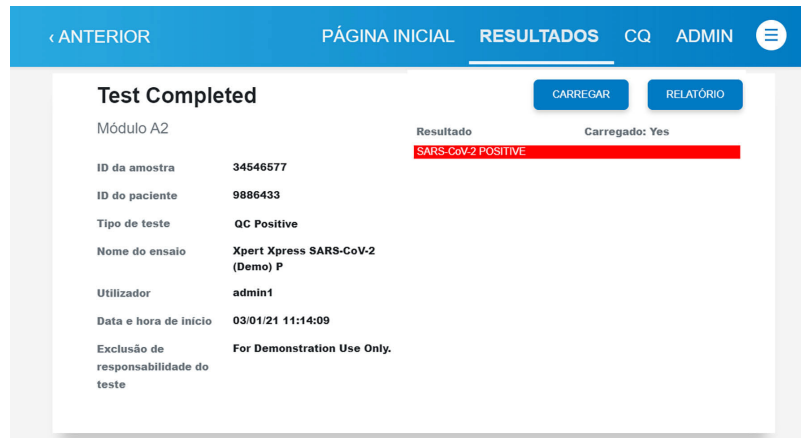 ‹ ANTERIOR
PÁGINA INICIAL RESULTADOS CQ ADMIN
Test Completed
CARREGAR RELATÓRIO
Módulo A2
Resultado Carregado: Yes
SARS-CoV-2 POSITIVE
ID da amostra 34546577
ID do paciente 9886433
Tipo de teste QC Positive
Nome do ensaio Xpert Xpress SARS-CoV-2
(Demo) P
Utilizador admin1
Data e hora de início 03/01/21 11:14:09
Exclusão de For Demonstration Use Only.
responsabilidade do
teste